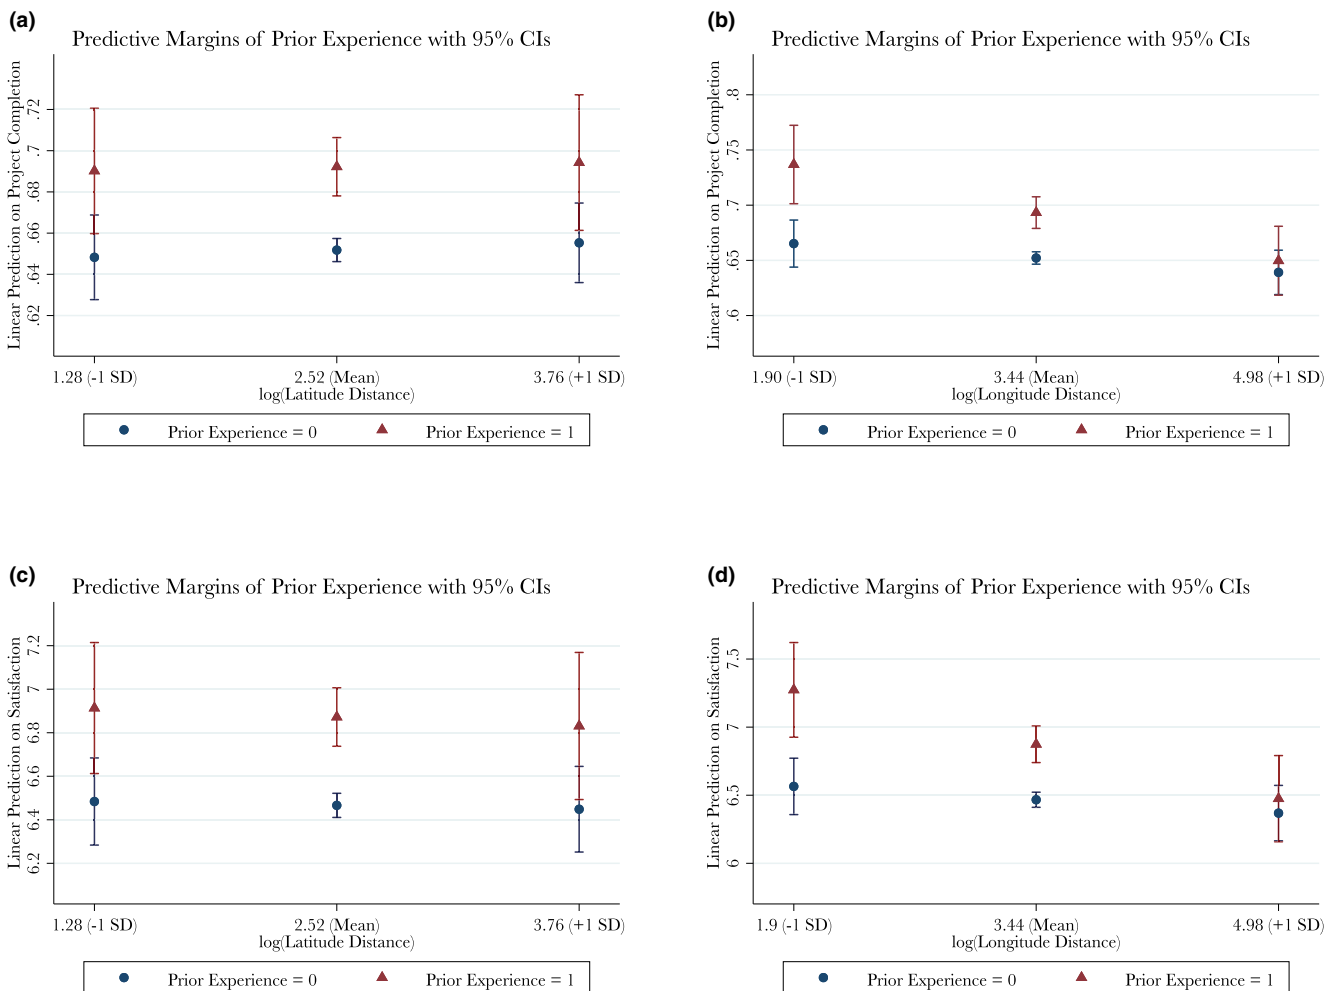 (a)
Predictive Margins of Prior Experience with 95% CIs
Linear Prediction on Project Completion
.72
.7
.68
.66
.64
.62
1.28 (-1 SD) 2.52 (Mean) 3.76 (+1 SD)
log(Latitude Distance)
Prior Experience = 0 Prior Experience = 1
(b)
Predictive Margins of Prior Experience with 95% CIs
Linear Prediction on Project Completion
.8
.75
.7
.65
.6
1.90 (-1 SD) 3.44 (Mean) 4.98 (+1 SD)
log(Longitude Distance)
Prior Experience = 0 Prior Experience = 1
(c)
Predictive Margins of Prior Experience with 95% CIs
Linear Prediction on Satisfaction
7.2
7
6.8
6.6
6.4
6.2
1.28 (-1 SD) 2.52 (Mean) 3.76 (+1 SD)
log(Latitude Distance)
Prior Experience = 0 Prior Experience = 1
(d)
Predictive Margins of Prior Experience with 95% CIs
Linear Prediction on Satisfaction
7.5
7
6.5
6
1.9 (-1 SD) 3.44 (Mean) 4.98 (+1 SD)
log(Longitude Distance)
Prior Experience = 0 Prior Experience = 1